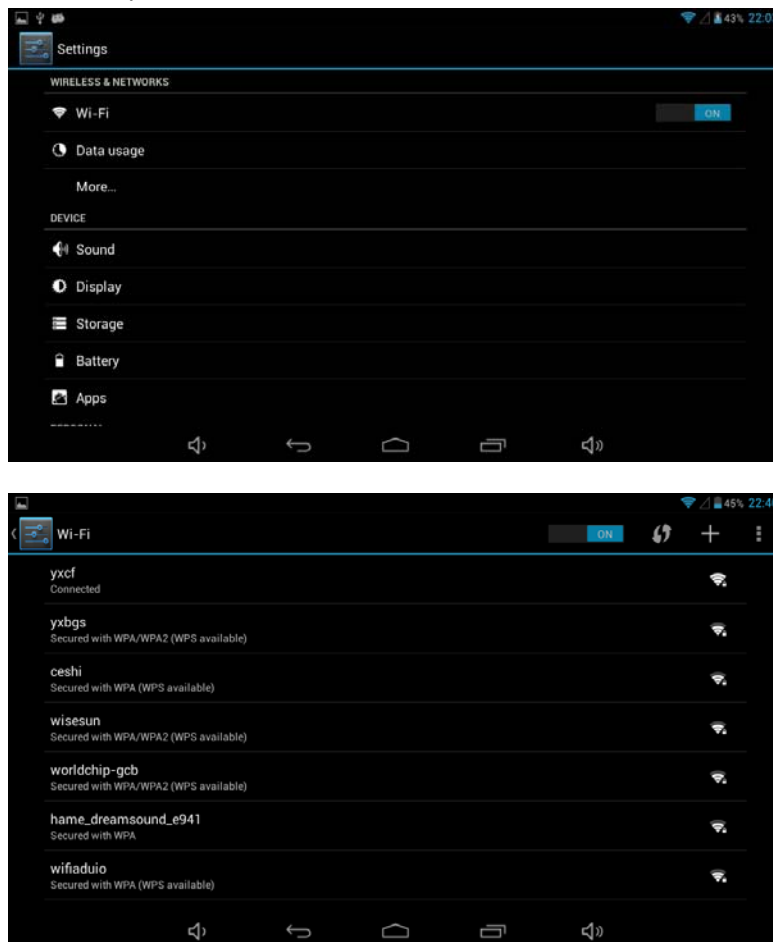 43% 22:0
Settings
WIRELESS & NETWORKS
Wi-Fi ON
Data usage
More...
DEVICE
Sound
Display
Storage
Battery
Apps
45% 22:4
Wi-Fi ON
yxcf
Connected
yxbgs
Secured with WPA/WPA2 (WPS available)
ceshi
Secured with WPA (WPS available)
wisesun
Secured with WPA/WPA2 (WPS available)
worldchip-gcb
Secured with WPA/WPA2 (WPS available)
hame_dreamsound_e941
Secured with WPA
wifiaduio
Secured with WPA (WPS available)